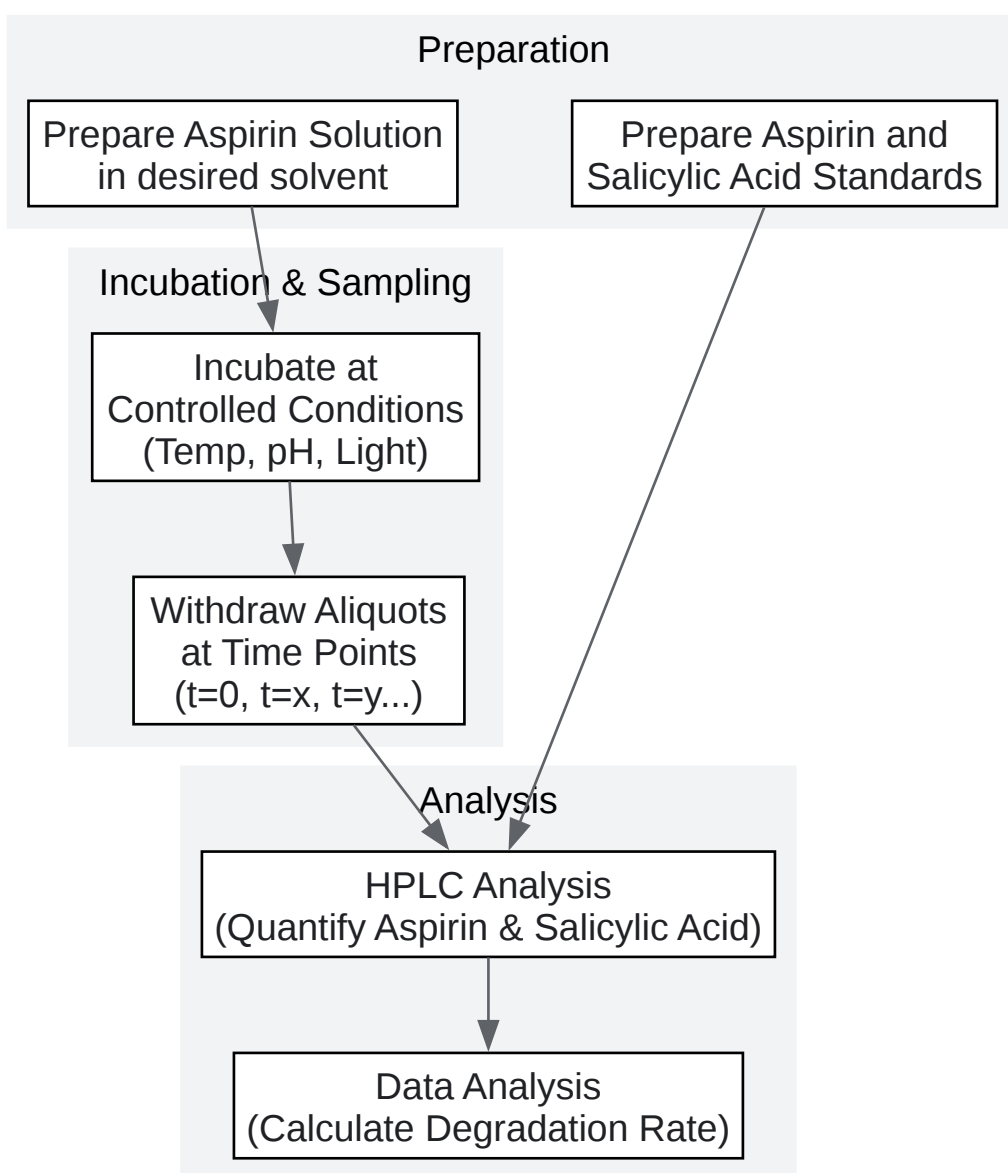 Preparation
Prepare Aspirin Solution
in desired solvent
Prepare Aspirin and
Salicylic Acid Standards
Incubation & Sampling
Incubate at
Controlled Conditions
(Temp, pH, Light)
Withdraw Aliquots
at Time Points
(t=0, t=x, t=y...)
Analysis
HPLC Analysis
(Quantify Aspirin & Salicylic Acid)
Data Analysis
(Calculate Degradation Rate)